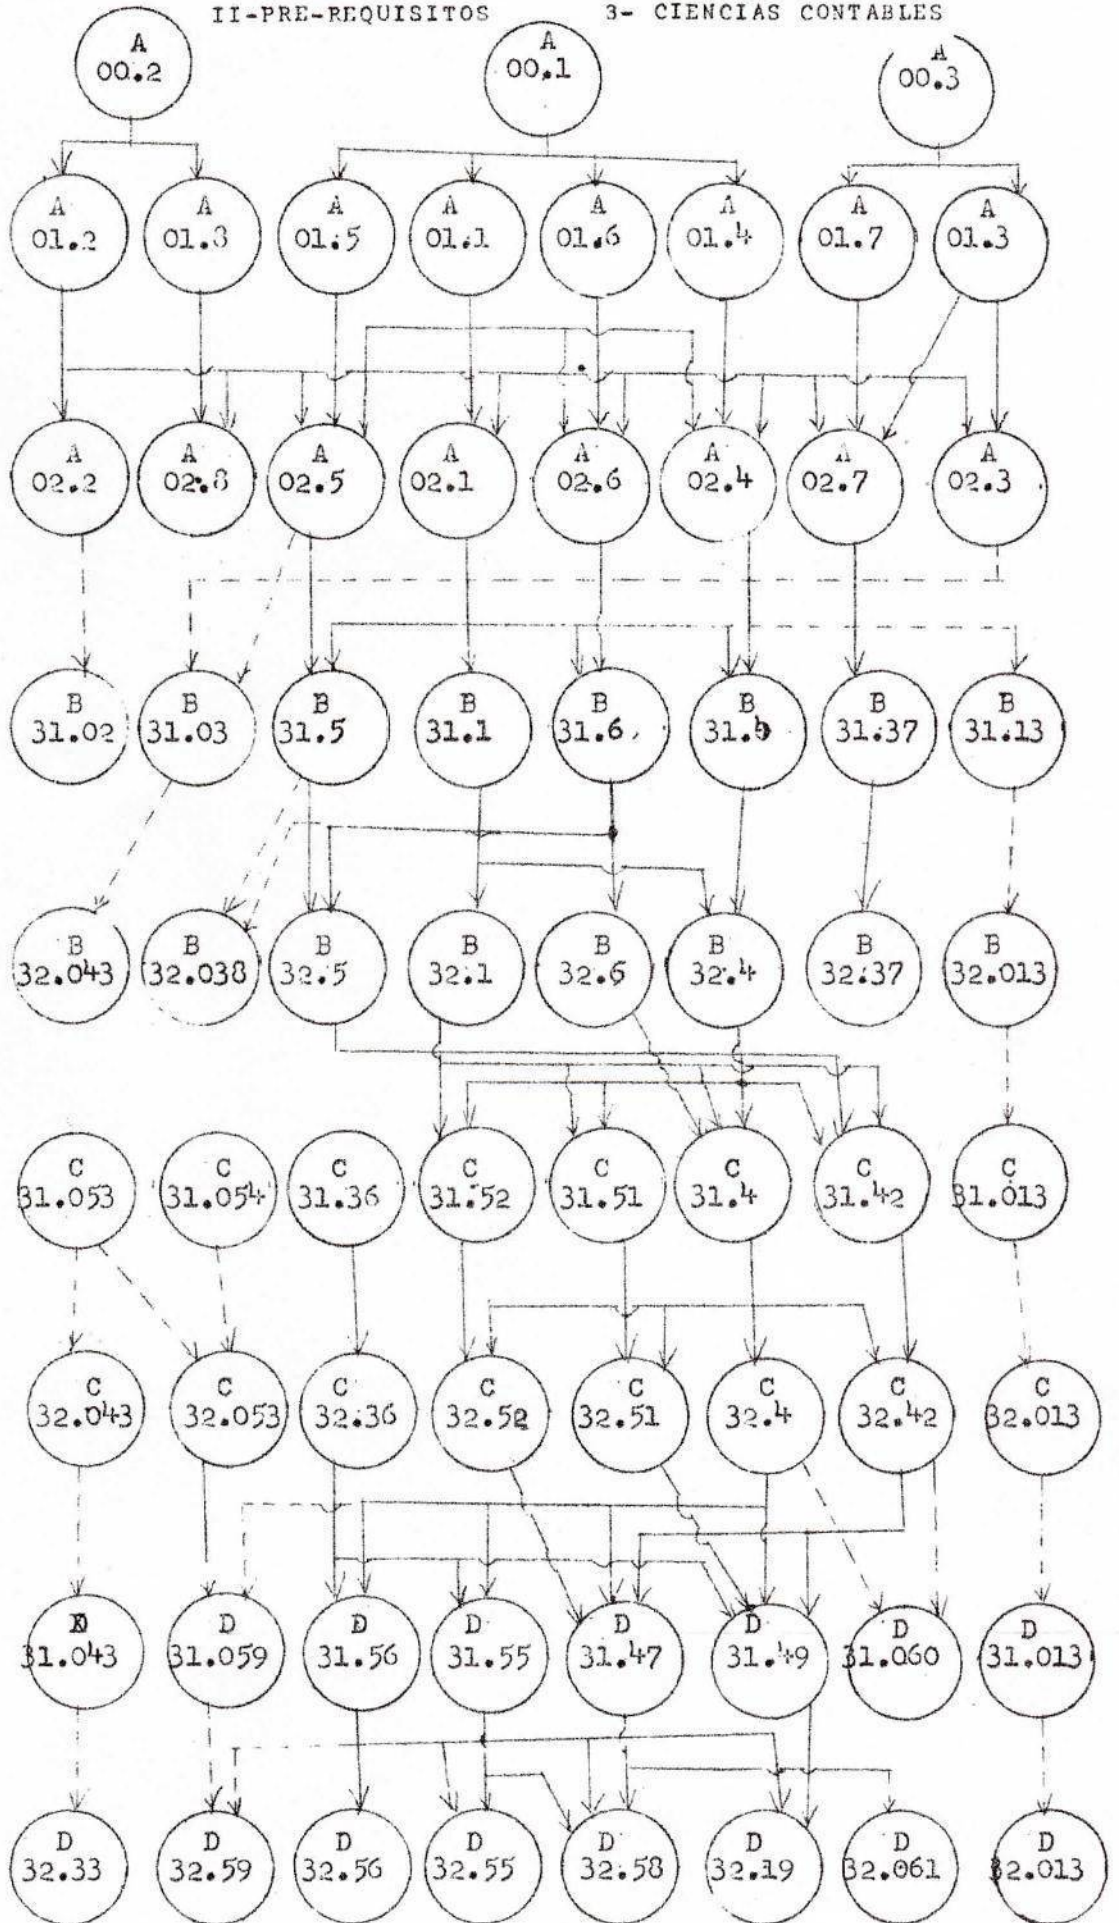 II-PRE-REQUISITOS 3- CIENCIAS CONTABLES
A A A
00.2 00.1 00.3
A A A A A A A A
01.2 01.8 01.5 01.1 01.6 01.4 01.7 01.3
A A A A A A A A
02.2 02.8 02.5 02.1 02.6 02.4 02.7 02.3
B B B B B B B B
31.02 31.03 31.5 31.1 31.6 31.37 31.13
B B B B B B B B
32.043 32.038 32.5 32.1 32.6 32.4 32.37 32.013
C C C C C C C C
31.053 31.054 31.36 31.52 31.51 31.4 31.42 31.013
C C C C C C C C
32.043 32.053 32.36 32.52 32.51 32.4 32.42 32.013
D D D D D D D D
31.043 31.059 31.56 31.55 31.47 31.49 31.060 31.013
D D D D D D D D
32.33 32.59 32.56 32.55 32.58 32.19 32.061 32.013